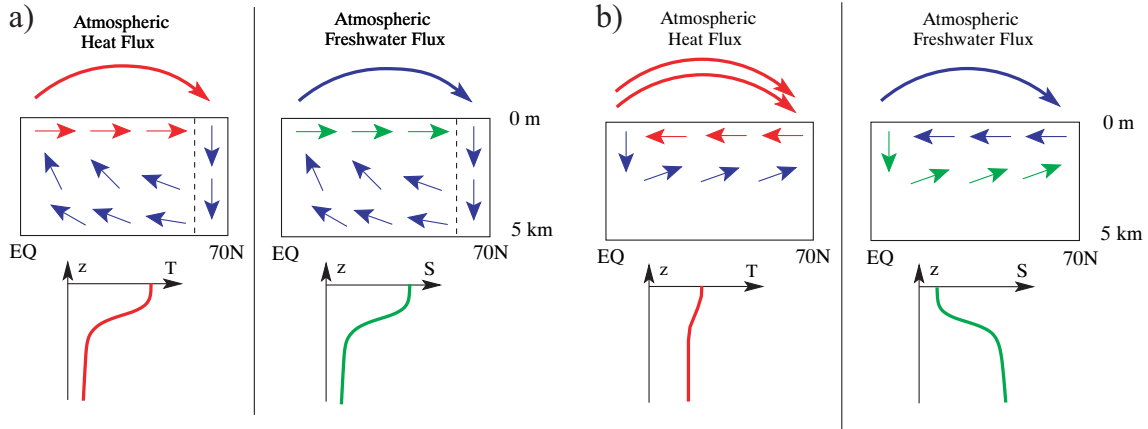 a)
Atmospheric
Heat Flux
Atmospheric
Freshwater Flux
0 m
5 km
EQ
70N
EQ
70N
z
T
z
S
b)
Atmospheric
Heat Flux
Atmospheric
Freshwater Flux
0 m
5 km
EQ
70N
EQ
70N
z
T
z
S